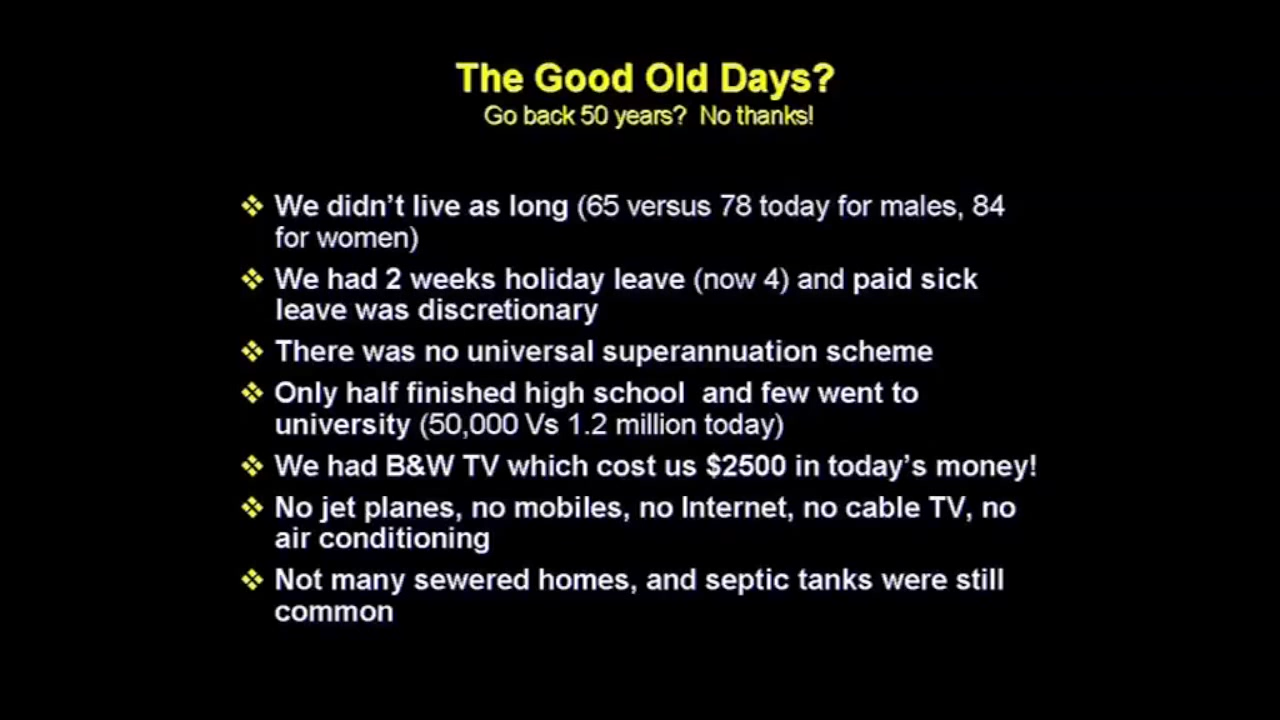 The Good Old Days?
Go back 50 years? No thanks!
❖ We didn't live as long (65 versus 78 today for males, 84
for women)
❖ We had 2 weeks holiday leave (now 4) and paid sick
leave was discretionary
❖ There was no universal superannuation scheme
❖ Only half finished high school and few went to
university (50,000 Vs 1.2 million today)
❖ We had B&W TV which cost us $2500 in today's money!
❖ No jet planes, no mobiles, no Internet, no cable TV, no
air conditioning
❖ Not many sewered homes, and septic tanks were still
common